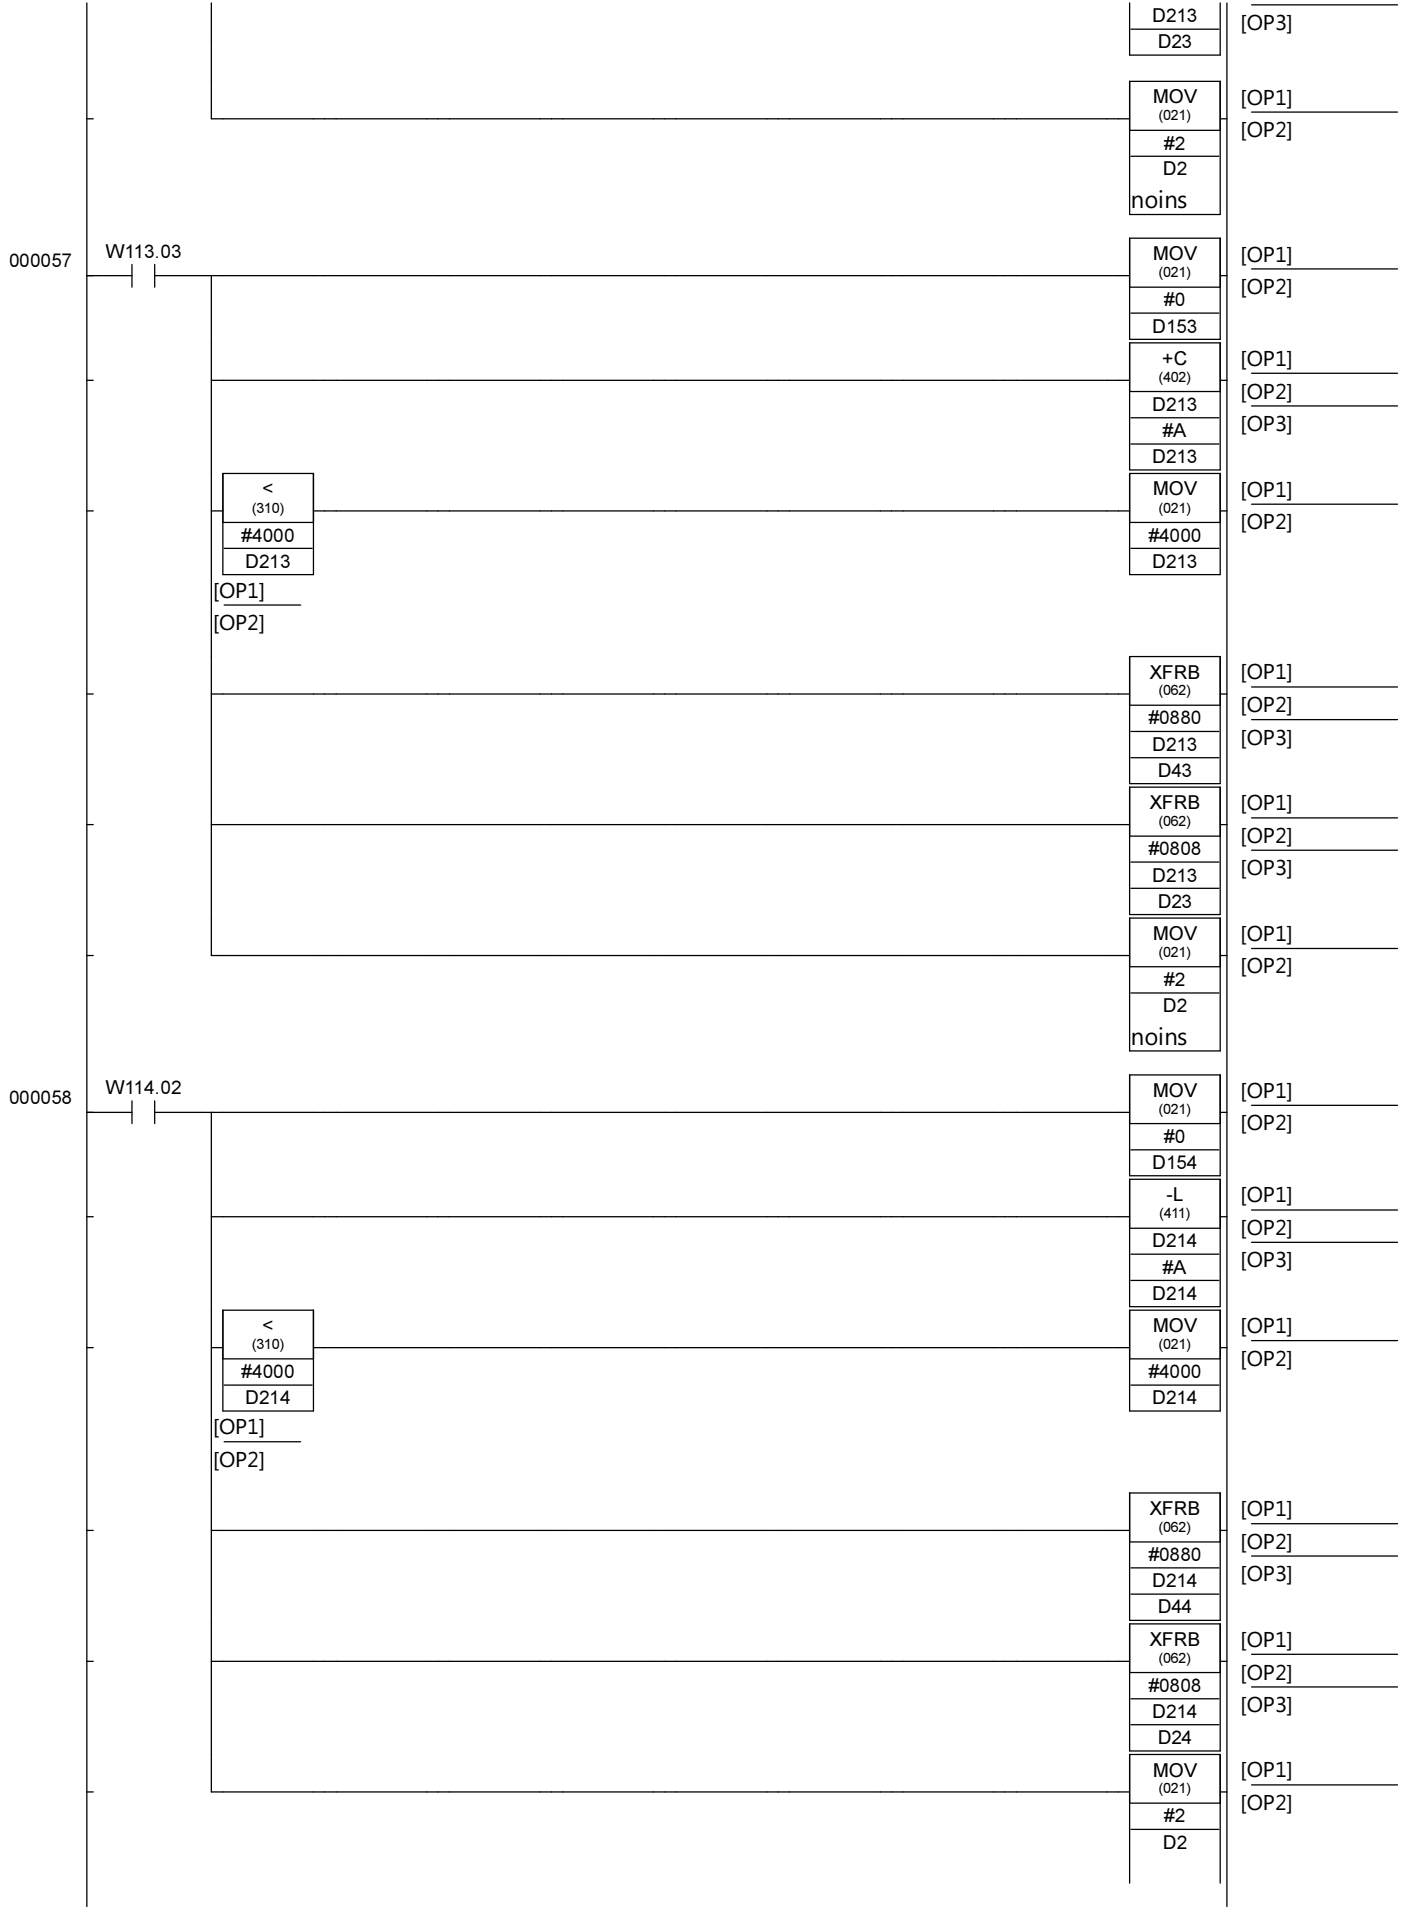 D213
[OP3]
D23
MOV
(021)
#2
D2
noins
[OP1]
[OP2]
000057
W113.03
MOV
(021)
#0
D153
[OP1]
[OP2]
+C
(402)
D213
#A
D213
[OP1]
[OP2]
[OP3]
<
(310)
#4000
D213
[OP1]
[OP2]
MOV
(021)
#4000
D213
[OP1]
[OP2]
XFRB
(062)
#0880
D213
D43
[OP1]
[OP2]
[OP3]
XFRB
(062)
#0808
D213
D23
[OP1]
[OP2]
[OP3]
MOV
(021)
#2
D2
noins
[OP1]
[OP2]
000058
W114.02
MOV
(021)
#0
D154
[OP1]
[OP2]
-L
(411)
D214
#A
D214
[OP1]
[OP2]
[OP3]
<
(310)
#4000
D214
[OP1]
[OP2]
MOV
(021)
#4000
D214
[OP1]
[OP2]
XFRB
(062)
#0880
D214
D44
[OP1]
[OP2]
[OP3]
XFRB
(062)
#0808
D214
D24
[OP1]
[OP2]
[OP3]
MOV
(021)
#2
D2
[OP1]
[OP2]